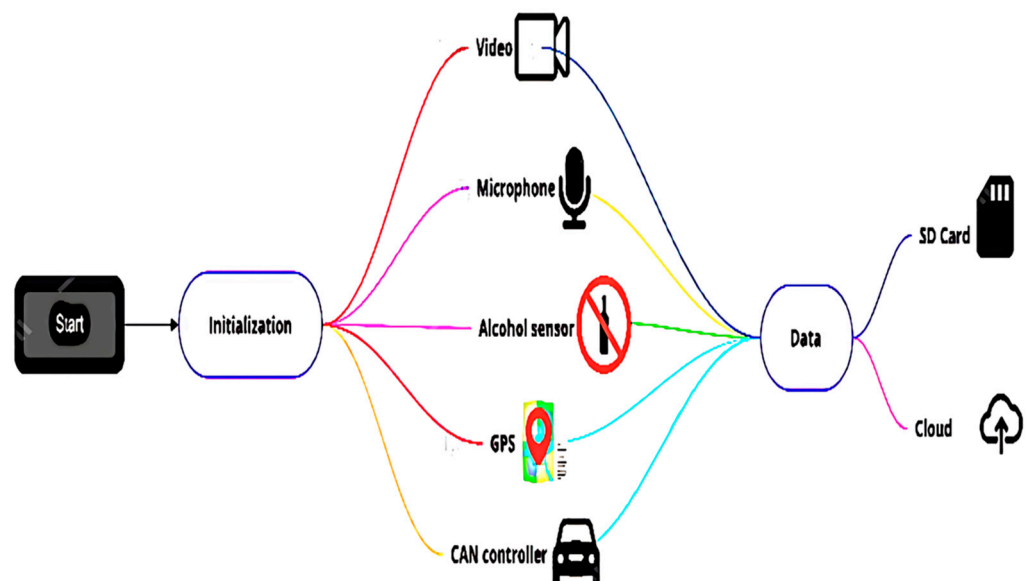 Start
Initialization
Video
Microphone
Alcohol sensor
GPS
CAN controller
Data
SD Card
Cloud